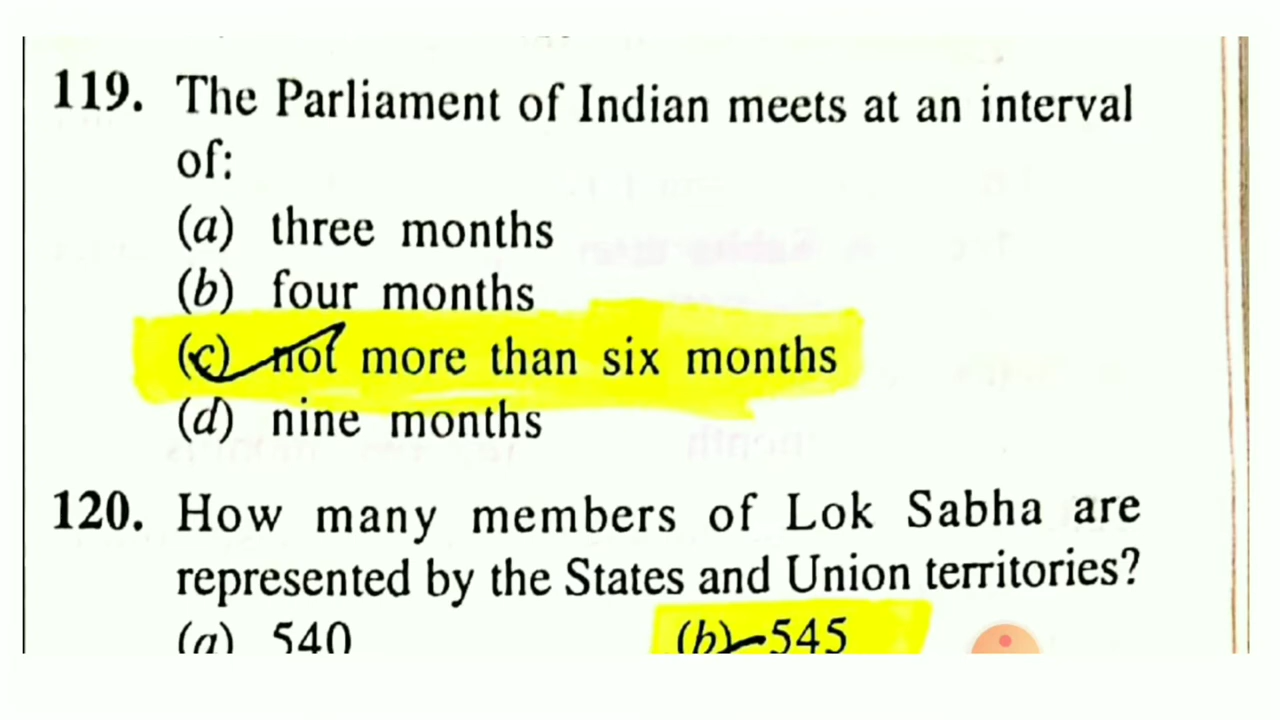 119. The Parliament of Indian meets at an interval
of:
(a) three months
(b) four months
(c) not more than six months
(d) nine months
120. How many members of Lok Sabha are
represented by the States and Union territories?
(a) 540 (b) 545